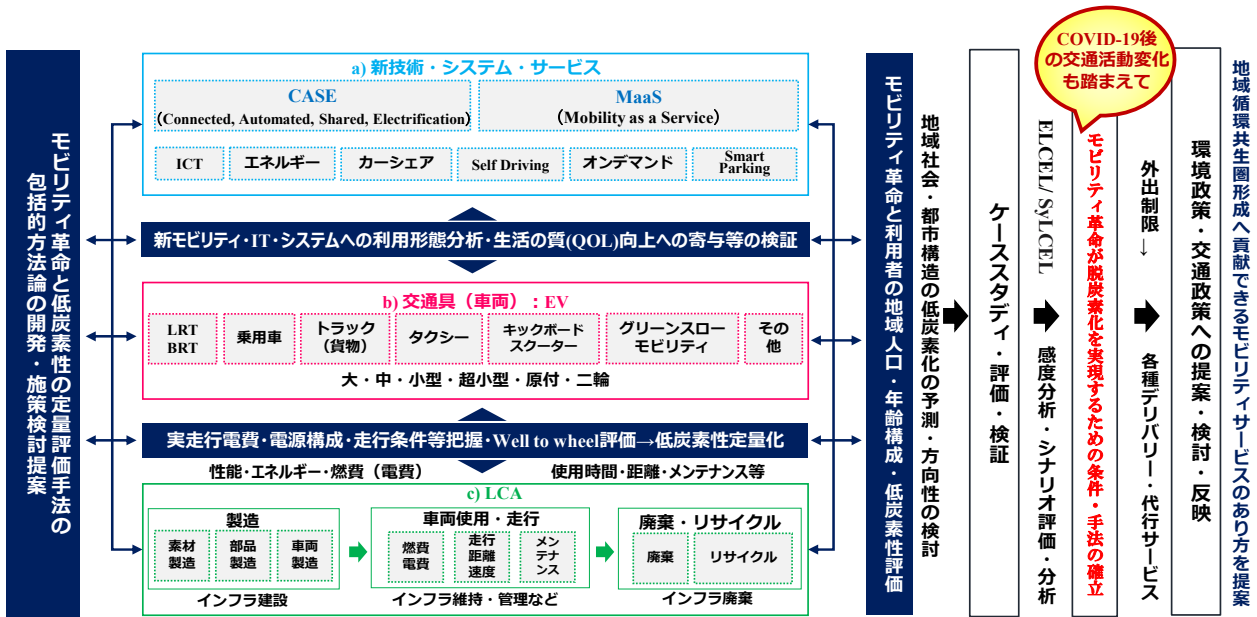 モビリティ革命と低炭素性の定量評価手法の
包括的方法論の開発・施策検討提案
a) 新技術・システム・サービス
CASE
(Connected, Automated, Shared, Electrification)
MaaS
(Mobility as a Service)
ICT
エネルギー
カーシェア
Self Driving
オンデマンド
Smart
Parking
新モビリティ・IT・システムへの利用形態分析・生活の質(QOL)向上への寄与等の検証
b) 交通具（車両）：EV
LRT
BRT
乗用車
トラック
（貨物）
タクシー
キックボード
スクーター
グリーンスロー
モビリティ
その
他
大・中・小型・超小型・原付・二輪
実走行電費・電源構成・走行条件等把握・Well to wheel評価→低炭素性定量化
性能・エネルギー・燃費（電費）
使用時間・距離・メンテナンス等
c) LCA
製造
素材
製造
部品
製造
車両
製造
インフラ建設
車両使用・走行
燃費
電費
走行
距離
速度
メン
テナ
ンス
インフラ維持・管理など
廃棄・リサイクル
廃棄
リサイクル
インフラ廃棄
モビリティ革命と利用者の地域人口・年齢構成・低炭素性評価
地域社会・都市構造の低炭素化の予測・方向性の検討
ケーススタディ・評価・検証
ELCEL/ SyLCEL 感度分析・シナリオ評価・分析
COVID-19後
の交通活動変化
も踏まえて
モビリティ革命が脱炭素化を実現するための条件・手法の確立
外出制限→ 各種デリバリー・代行サービス
環境政策・交通政策への提案・検討・反映
地域循環共生圏形成へ貢献できるモビリティサービスのあり方を提案